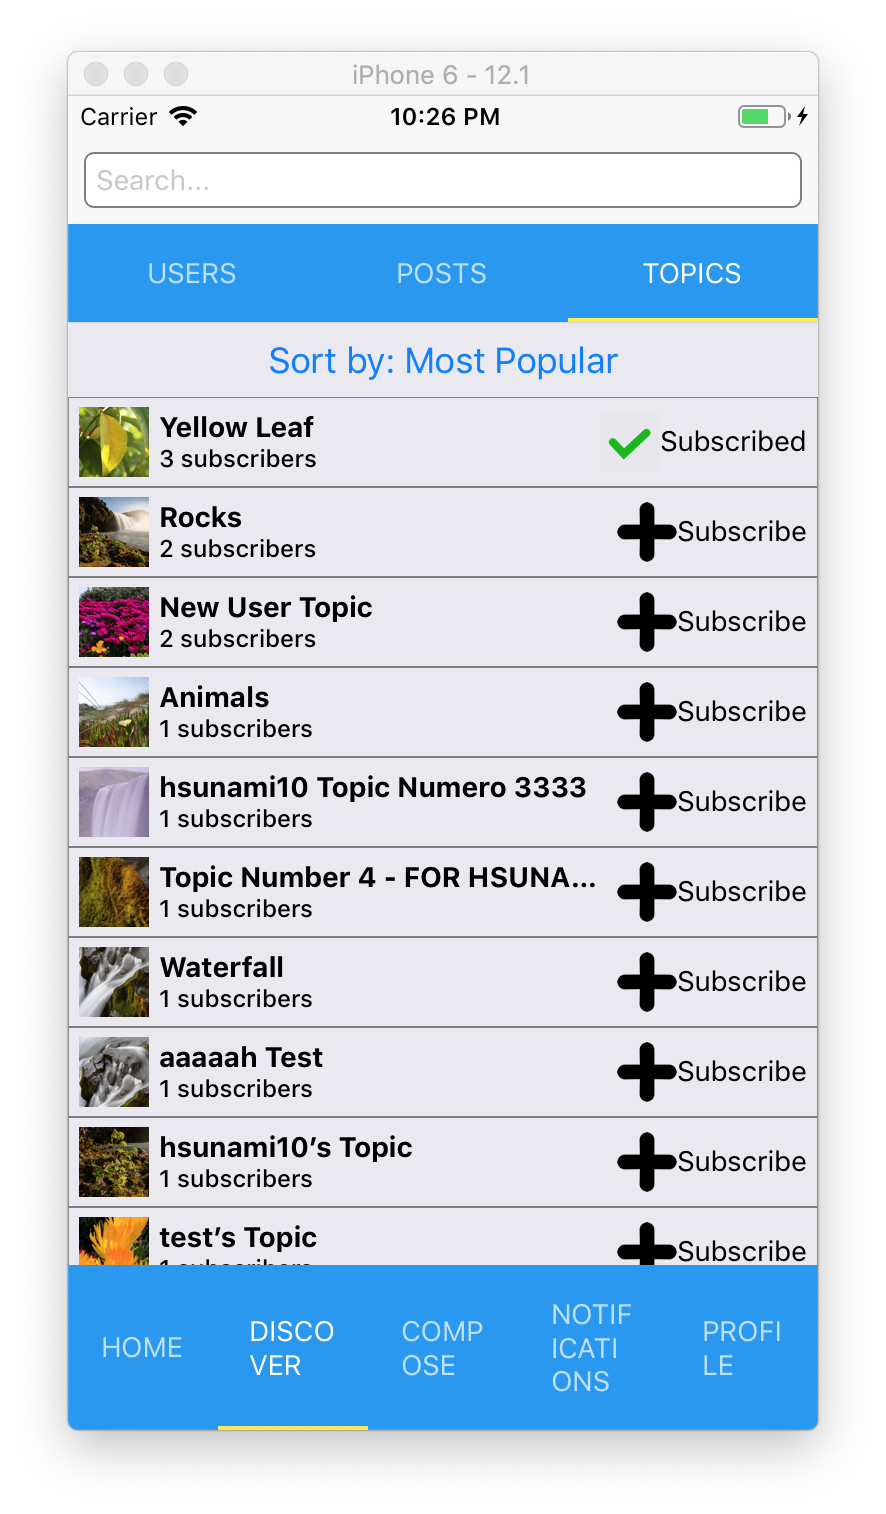 iPhone 6 - 12.1
Carrier 10:26 PM
Search...
USERS POSTS TOPICS
Sort by: Most Popular
Yellow Leaf
3 subscribers
Subscribed
Rocks
2 subscribers
Subscribe
New User Topic
2 subscribers
Subscribe
Animals
1 subscribers
Subscribe
hsunami10 Topic Numero 3333
1 subscribers
Subscribe
Topic Number 4 - FOR HSUNA...
1 subscribers
Subscribe
Waterfall
1 subscribers
Subscribe
aaaaah Test
1 subscribers
Subscribe
hsunami10’s Topic
1 subscribers
Subscribe
test’s Topic
1 subscribers
Subscribe
HOME
DISCO
VER
COMP
OSE
NOTIF
ICATI
ONS
PROFI
LE